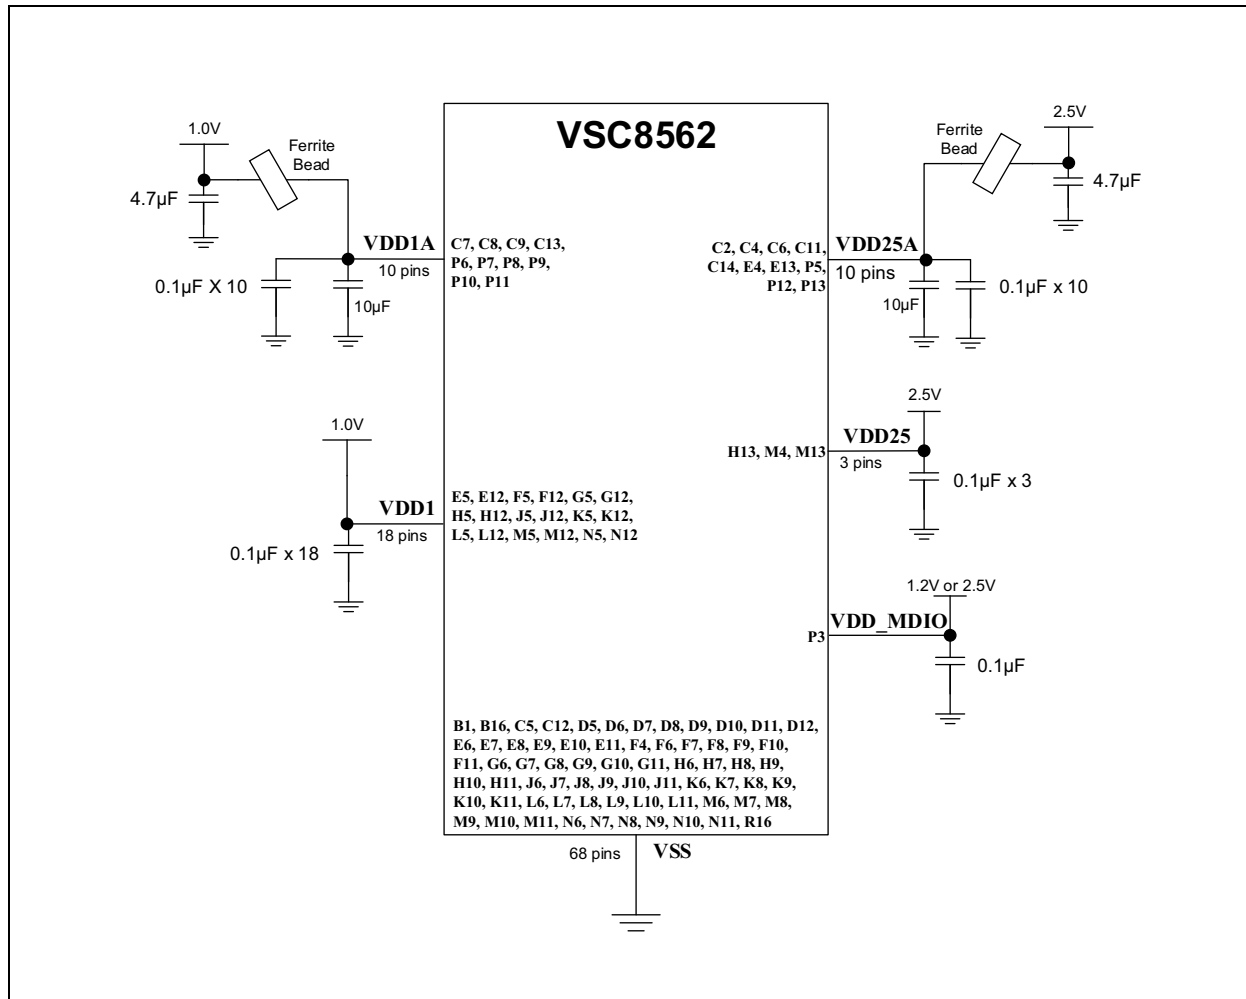 VSC8562
1.0V
Ferrite
Bead
4.7µF
VDD1A
10 pins
0.1µF X 10
10µF
C7, C8, C9, C13,
P6, P7, P8, P9,
P10, P11
2.5V
Ferrite
Bead
4.7µF
C2, C4, C6, C11,
C14, E4, E13, P5,
P12, P13
VDD25A
10 pins
10µF
0.1µF x 10
1.0V
VDD1
18 pins
0.1µF x 18
E5, E12, F5, F12, G5, G12,
H5, H12, J5, J12, K5, K12,
L5, L12, M5, M12, N5, N12
2.5V
H13, M4, M13
VDD25
3 pins
0.1µF x 3
1.2V or 2.5V
P3
VDD_MDIO
0.1µF
B1, B16, C5, C12, D5, D6, D7, D8, D9, D10, D11, D12,
E6, E7, E8, E9, E10, E11, F4, F6, F7, F8, F9, F10,
F11, G6, G7, G8, G9, G10, G11, H6, H7, H8, H9,
H10, H11, J6, J7, J8, J9, J10, J11, K6, K7, K8, K9,
K10, K11, L6, L7, L8, L9, L10, L11, M6, M7, M8,
M9, M10, M11, N6, N7, N8, N9, N10, N11, R16
68 pins
VSS